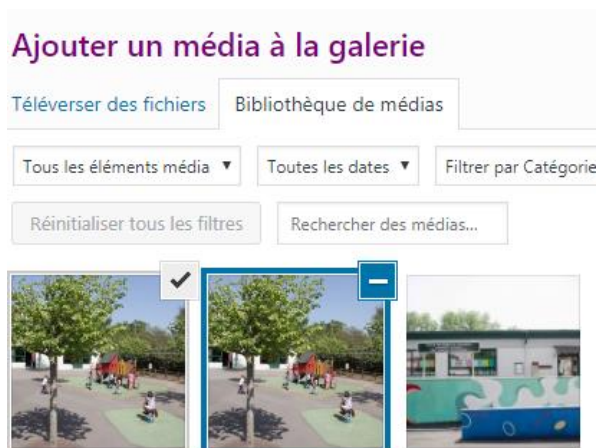 Ajouter un média à la galerie
Téléverser des fichiers Bibliothèque de médias
Tous les éléments média Toutes les dates Filtrer par Catégorie
Réinitialiser tous les filtres Rechercher des médias...